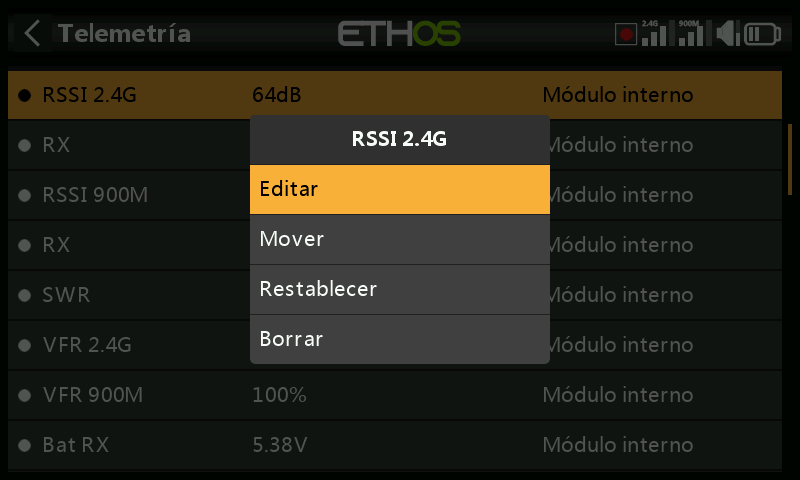 Telemetría ETHOS 2.4G 900M
RSSI 2.4G 64dB Módulo interno
RX Módulo interno
RSSI 900M Módulo interno
RX Módulo interno
SWR Módulo interno
VFR 2.4G Módulo interno
VFR 900M 100% Módulo interno
Bat RX 5.38V Módulo interno
RSSI 2.4G
Editar
Mover
Restablecer
Borrar